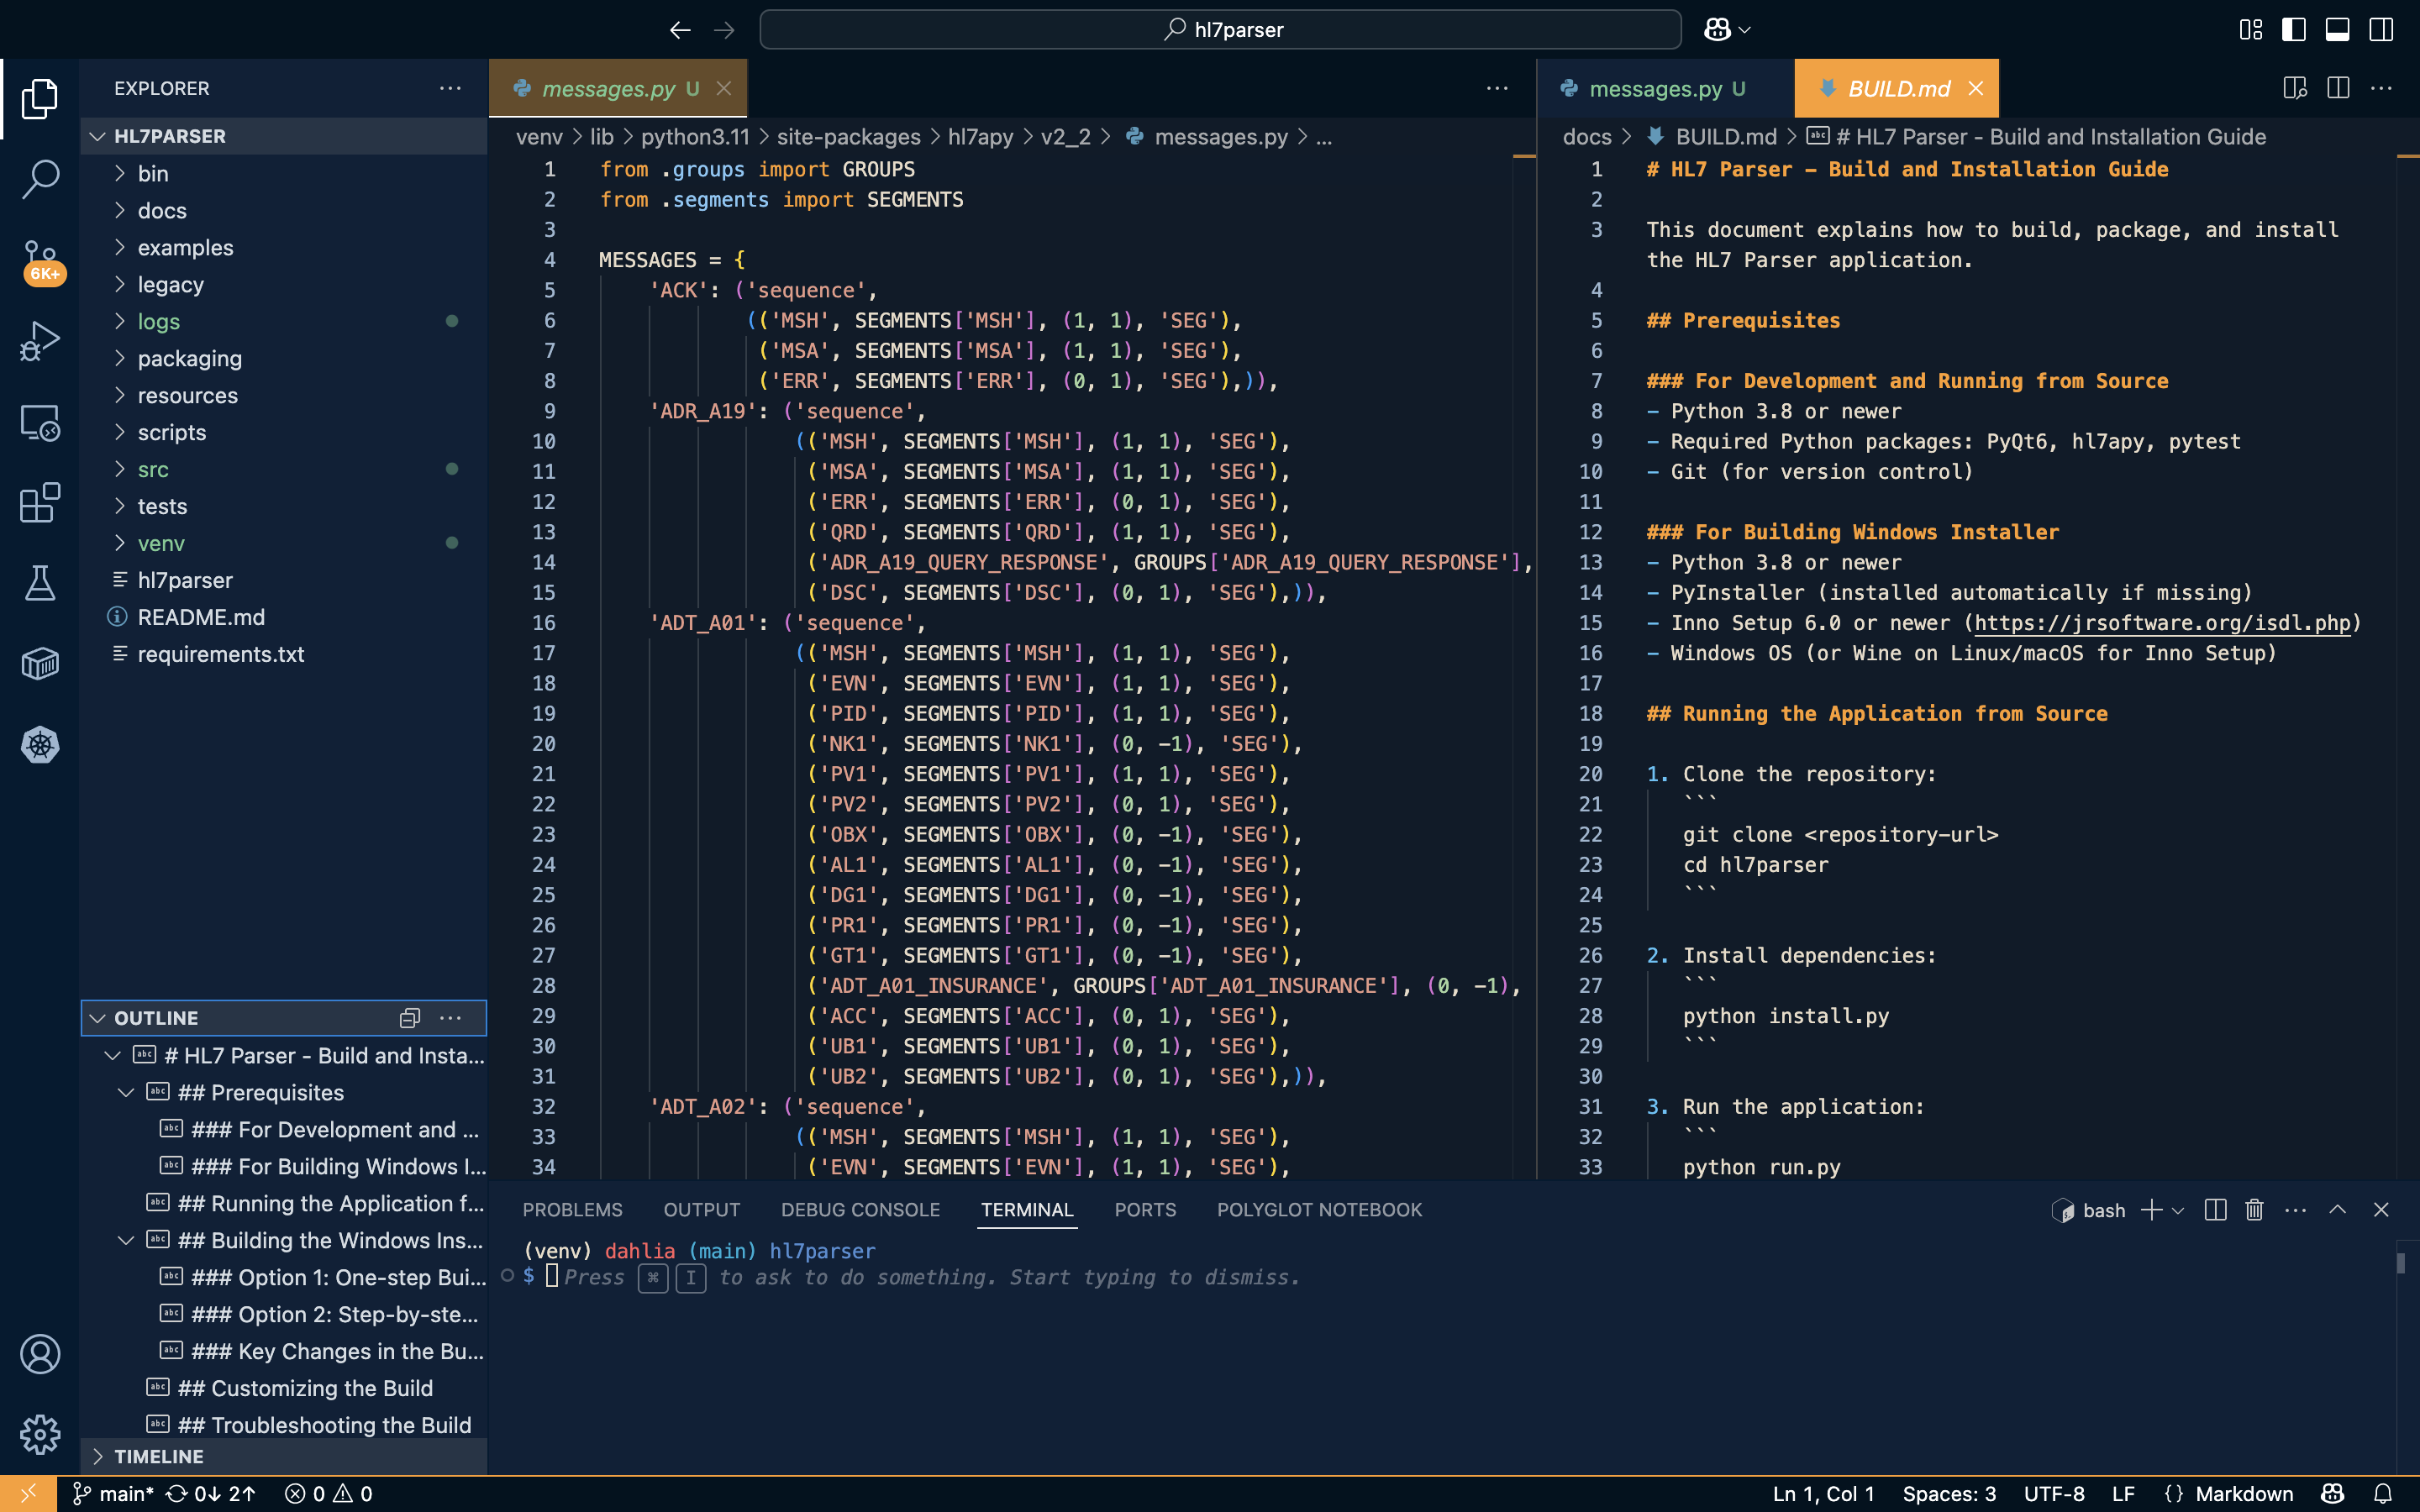 hl7parser
EXPLORER
HL7PARSER
bin
docs
examples
legacy
logs
packaging
resources
scripts
src
tests
venv
hl7parser
README.md
requirements.txt
6K+
OUTLINE
# HL7 Parser - Build and Insta...
## Prerequisites
### For Development and ...
### For Building Windows I...
## Running the Application f...
## Building the Windows Ins...
### Option 1: One-step Bui...
### Option 2: Step-by-ste...
### Key Changes in the Bu...
## Customizing the Build
## Troubleshooting the Build
TIMELINE
messages.py U
venv > lib > python3.11 > site-packages > hl7apy > v2_2 > messages.py > ...
1 from .groups import GROUPS
2 from .segments import SEGMENTS
3
4 MESSAGES = {
5 'ACK': ('sequence',
6 (('MSH', SEGMENTS['MSH'], (1, 1), 'SEG'),
7 ('MSA', SEGMENTS['MSA'], (1, 1), 'SEG'),
8 ('ERR', SEGMENTS['ERR'], (0, 1), 'SEG'),)),
9 'ADR_A19': ('sequence',
10 (('MSH', SEGMENTS['MSH'], (1, 1), 'SEG'),
11 ('MSA', SEGMENTS['MSA'], (1, 1), 'SEG'),
12 ('ERR', SEGMENTS['ERR'], (0, 1), 'SEG'),
13 ('QRD', SEGMENTS['QRD'], (1, 1), 'SEG'),
14 ('ADR_A19_QUERY_RESPONSE', GROUPS['ADR_A19_QUERY_RESPONSE'],
15 ('DSC', SEGMENTS['DSC'], (0, 1), 'SEG'),)),
16 'ADT_A01': ('sequence',
17 (('MSH', SEGMENTS['MSH'], (1, 1), 'SEG'),
18 ('EVN', SEGMENTS['EVN'], (1, 1), 'SEG'),
19 ('PID', SEGMENTS['PID'], (1, 1), 'SEG'),
20 ('NK1', SEGMENTS['NK1'], (0, -1), 'SEG'),
21 ('PV1', SEGMENTS['PV1'], (1, 1), 'SEG'),
22 ('PV2', SEGMENTS['PV2'], (0, 1), 'SEG'),
23 ('OBX', SEGMENTS['OBX'], (0, -1), 'SEG'),
24 ('AL1', SEGMENTS['AL1'], (0, -1), 'SEG'),
25 ('DG1', SEGMENTS['DG1'], (0, -1), 'SEG'),
26 ('PR1', SEGMENTS['PR1'], (0, -1), 'SEG'),
27 ('GT1', SEGMENTS['GT1'], (0, -1), 'SEG'),
28 ('ADT_A01_INSURANCE', GROUPS['ADT_A01_INSURANCE'], (0, -1),
29 ('ACC', SEGMENTS['ACC'], (0, 1), 'SEG'),
30 ('UB1', SEGMENTS['UB1'], (0, 1), 'SEG'),
31 ('UB2', SEGMENTS['UB2'], (0, 1), 'SEG'),)),
32 'ADT_A02': ('sequence',
33 (('MSH', SEGMENTS['MSH'], (1, 1), 'SEG'),
34 ('EVN', SEGMENTS['EVN'], (1, 1), 'SEG'),
messages.py U BUILD.md
docs > BUILD.md > # HL7 Parser - Build and Installation Guide
1 # HL7 Parser – Build and Installation Guide
2
3 This document explains how to build, package, and install
the HL7 Parser application.
4
5 ## Prerequisites
6
7 ### For Development and Running from Source
8 - Python 3.8 or newer
9 - Required Python packages: PyQt6, hl7apy, pytest
10 - Git (for version control)
11
12 ### For Building Windows Installer
13 - Python 3.8 or newer
14 - PyInstaller (installed automatically if missing)
15 - Inno Setup 6.0 or newer (https://jrsoftware.org/isdl.php)
16 - Windows OS (or Wine on Linux/macOS for Inno Setup)
17
18 ## Running the Application from Source
19
20 1. Clone the repository:
21 ```
22 git clone <repository-url>
23 cd hl7parser
24 ```
25
26 2. Install dependencies:
27 ```
28 python install.py
29 ```
30
31 3. Run the application:
32 ```
33 python run.py
PROBLEMS OUTPUT DEBUG CONSOLE TERMINAL PORTS POLYGLOT NOTEBOOK
bash
(venv) dahlia (main) hl7parser
$ Press ⌘ I to ask to do something. Start typing to dismiss.
main* 0↓ 2↑ 0 0
Ln 1, Col 1 Spaces: 3 UTF-8 LF {} Markdown